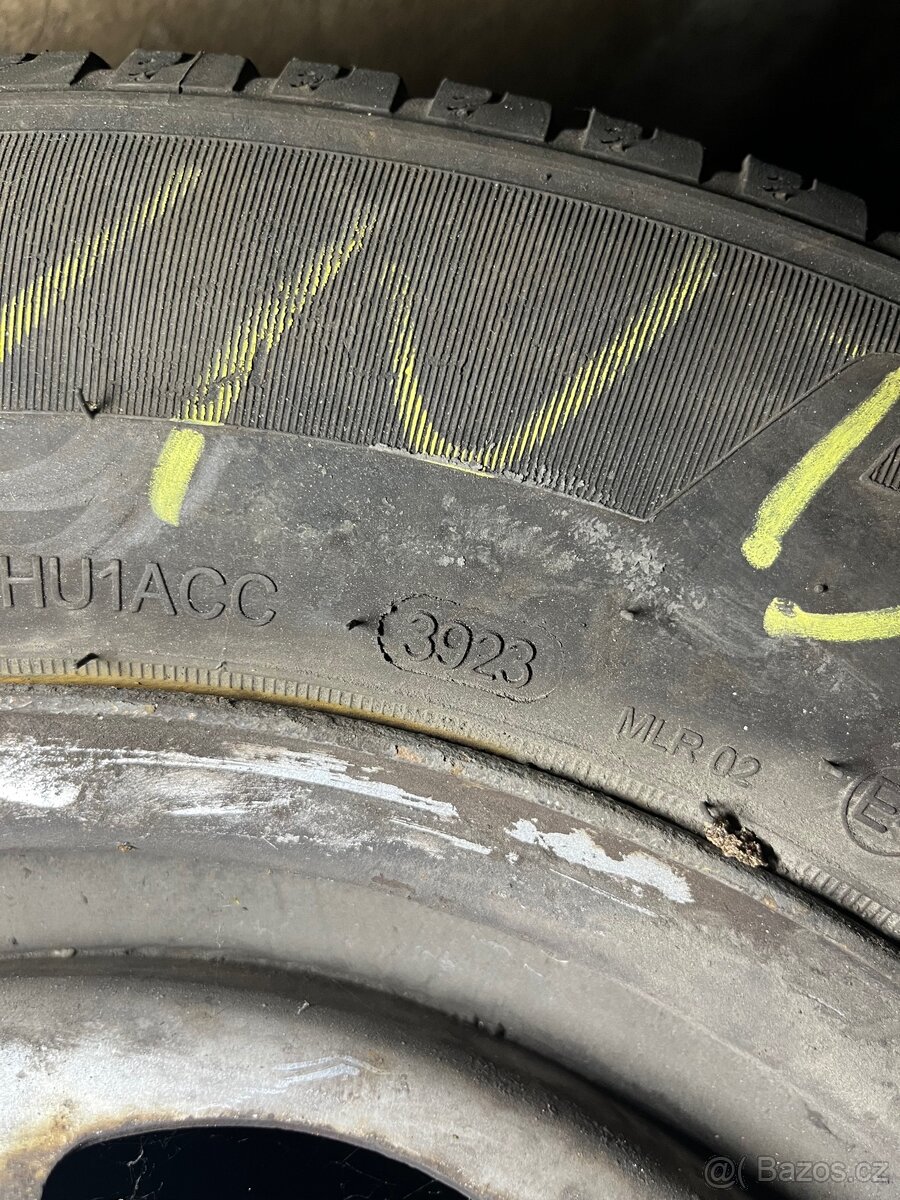 HU1ACC
3923
MLR 02
E
@( Bazos.cz